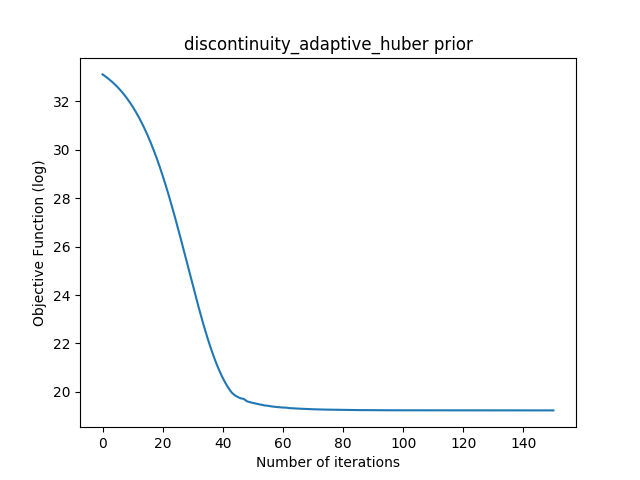 discontinuity_adaptive_huber prior
Objective Function (log)
32
30
28
26
24
22
20
0 20 40 60 80 100 120 140
Number of iterations